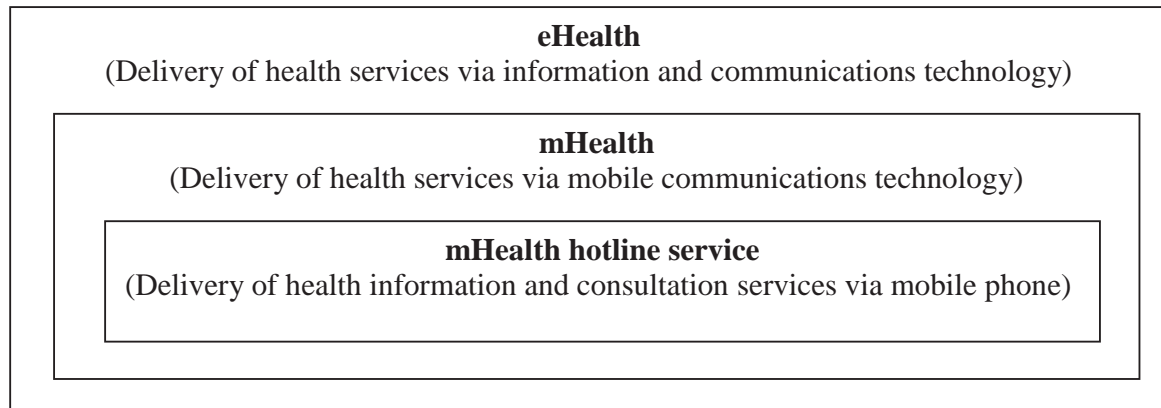 eHealth
(Delivery of health services via information and communications technology)
mHealth
(Delivery of health services via mobile communications technology)
mHealth hotline service
(Delivery of health information and consultation services via mobile phone)